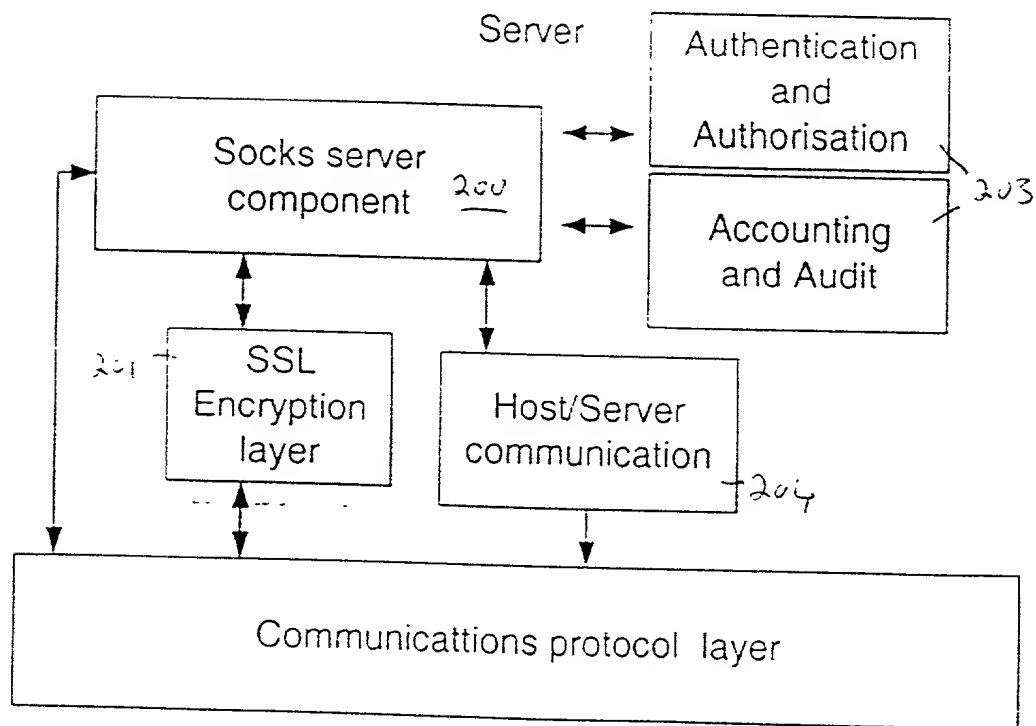 Server
Authentication
and
Authorisation
Socks server
component 200
203
Accounting
and Audit
201
SSL
Encryption
layer
Host/Server
communication
204
Communicattions protocol layer